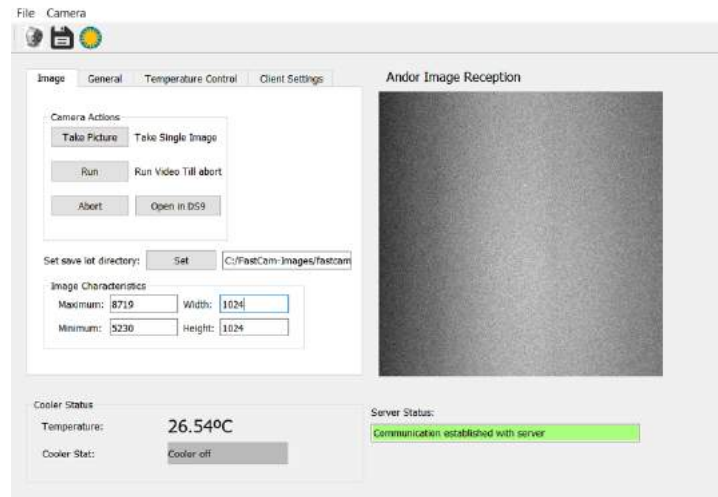 File Camera
Image General Temperature Control Client Settings
Andor Image Reception
Camera Actions
Take Picture Take Single Image
Run Run Video Till abort
Abort Open in DS9
Set save lot directory: Set C:/FastCam-Images/fastcam
Image Characteristics
Maximum: 8719 Width: 1024
Minimum: 5230 Height: 1024
Cooler Status
Temperature: 26.54ºC
Cooler Stat: Cooler off
Server Status:
Communication established with server